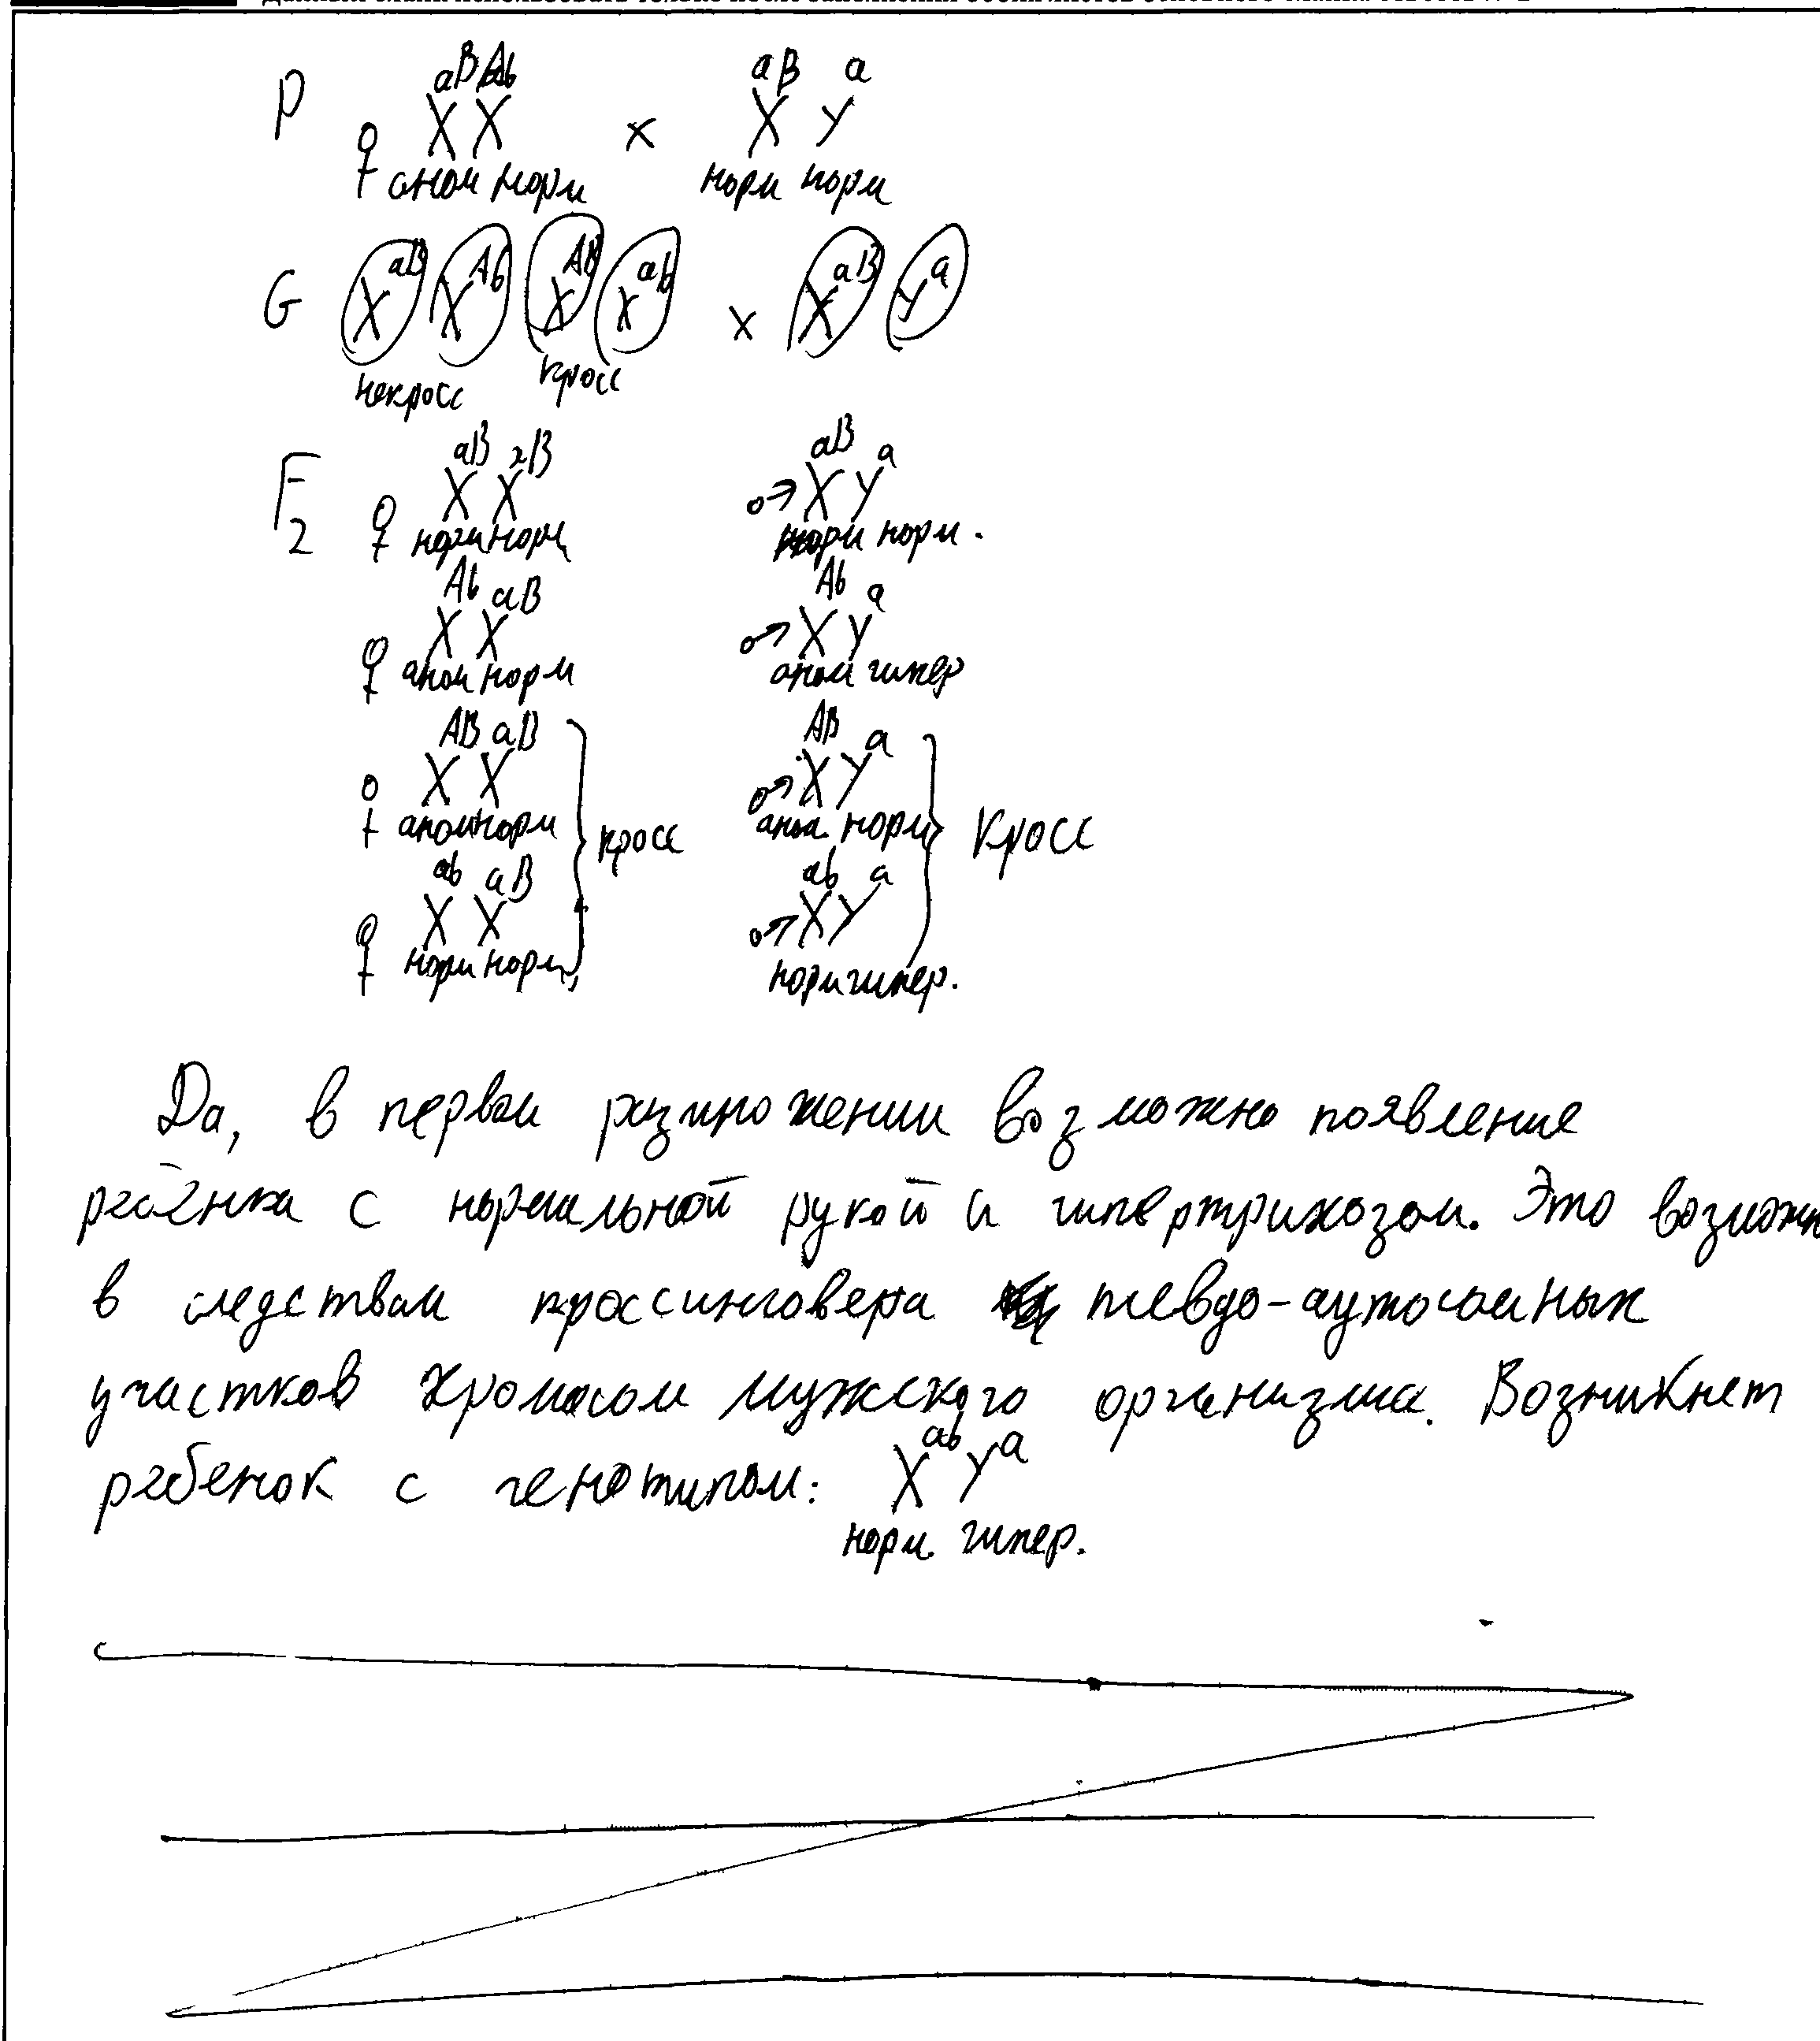 P ♀ X^aB X^Ab x X^aB Y^a
аном норм норм норм
G X^aB X^Ab X^AB X^ab x X^aB Y^a
некросс кросс
F2 ♀ X^aB X^aB ♂ X^aB Y^a
норм норм норм норм.
♀ X^Ab X^aB ♂ X^Ab Y^a
аном норм аном гипер
♀ X^AB X^aB ♂ X^AB Y^a
аном норм кросс аном. норм Кросс
♀ X^ab X^aB ♂ X^ab Y^a
норм норм норм гипер.
Да, в первом размножении возможно появление
ребёнка с нормальной рукой и гипертрихозом. Это возможно
в следствии кроссинговера псевдо-аутосомных
участков хромосом мужского организма. Возникнет
ребенок с генотипом: X^ab Y^a
норм. гипер.